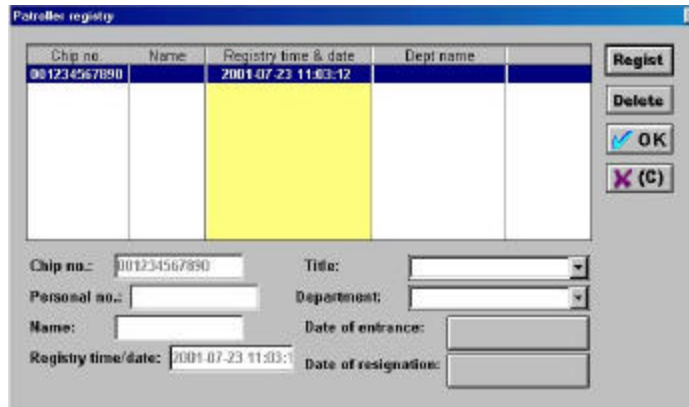 Patroller registry
Chip no. Name Registry time & date Dept name
001234567890 2001-07-23 11:03:12
Regist
Delete
OK
(C)
Chip no.: 001234567890 Title:
Personal no.: Department:
Name: Date of entrance:
Registry time/date: 2001-07-23 11:03:1 Date of resignation: